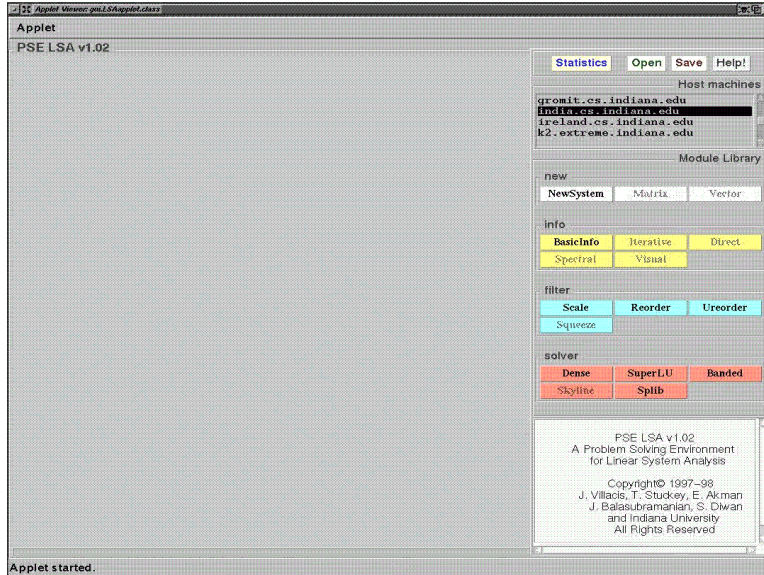 Applet Viewer: gui.LSAapplet.class
Applet
PSE LSA v1.02
Statistics Open Save Help!
Host machines
gromit.cs.indiana.edu
india.cs.indiana.edu
ireland.cs.indiana.edu
k2.extreme.indiana.edu
Module Library
new
NewSystem Matrix Vector
info
BasicInfo Iterative Direct
Spectral Visual
filter
Scale Reorder Ureorder
Squeeze
solver
Dense SuperLU Banded
Skyline Splib
PSE LSA v1.02
A Problem Solving Environment
for Linear System Analysis
Copyright© 1997–98
J. Villacis, T. Stuckey, E. Akman
J. Balasubramanian, S. Diwan
and Indiana University
All Rights Reserved
Applet started.